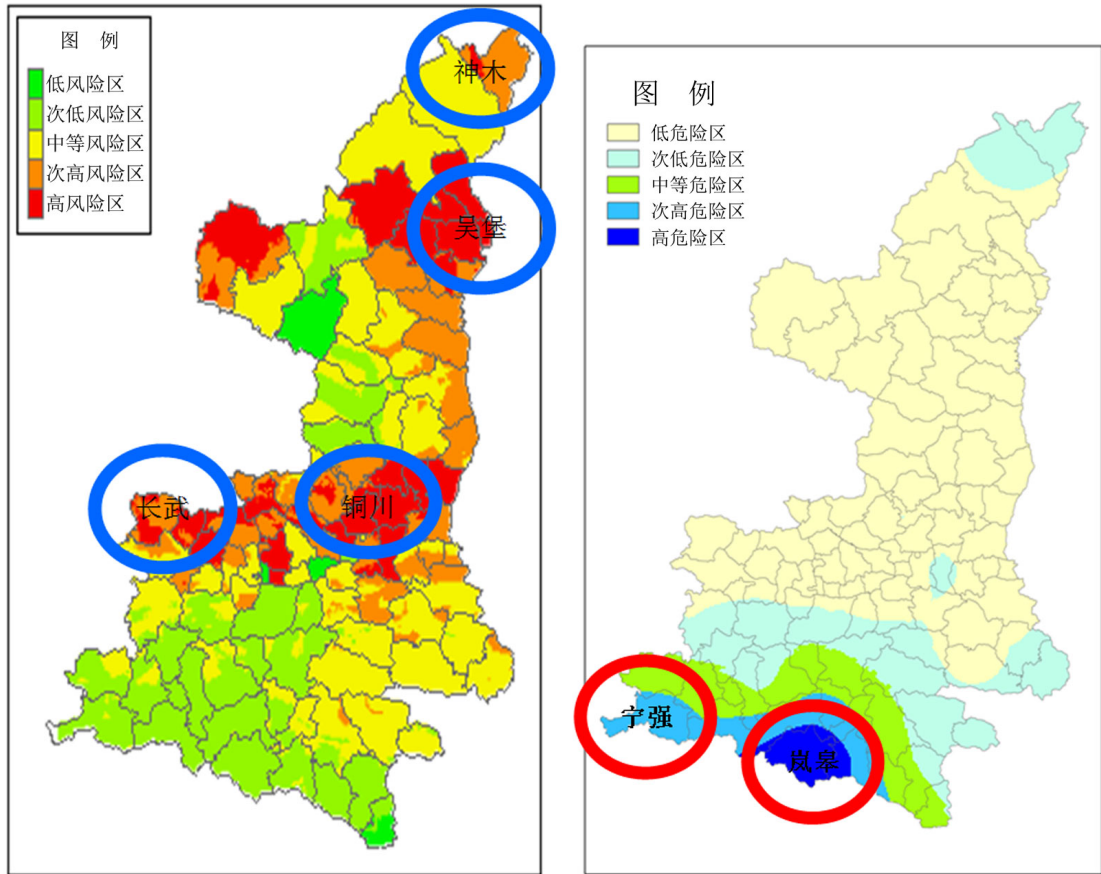 图 例
低风险区
次低风险区
中等风险区
次高风险区
高风险区
神木
吴堡
长武
铜川
图 例
低危险区
次低危险区
中等危险区
次高危险区
高危险区
宁强
岚皋